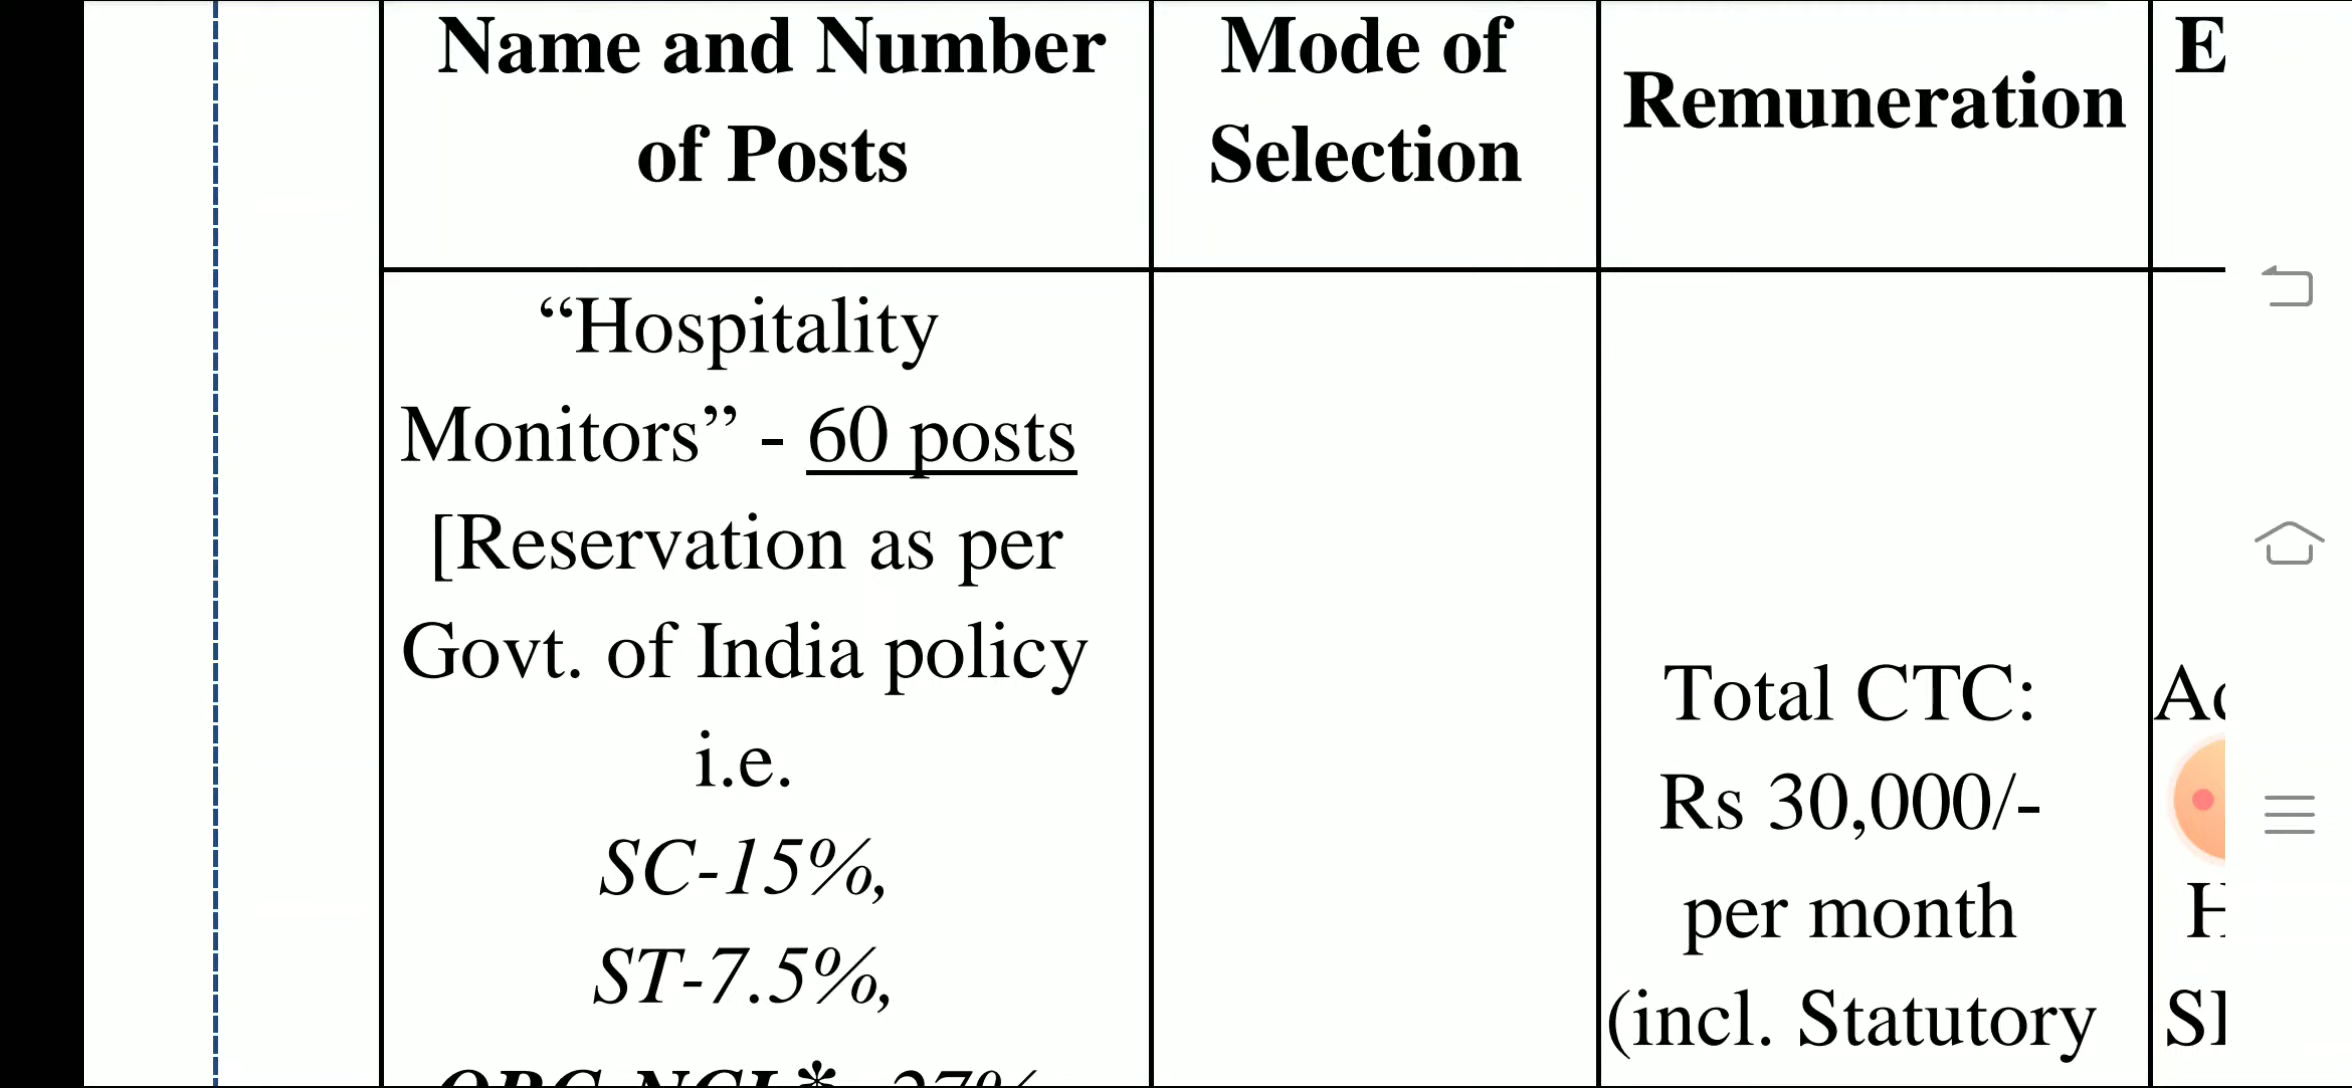 Name and Number
of Posts
Mode of
Selection
Remuneration
E
“Hospitality
Monitors” - 60 posts
[Reservation as per
Govt. of India policy
i.e.
SC-15%,
ST-7.5%,
Total CTC:
Rs 30,000/-
per month
(incl. Statutory